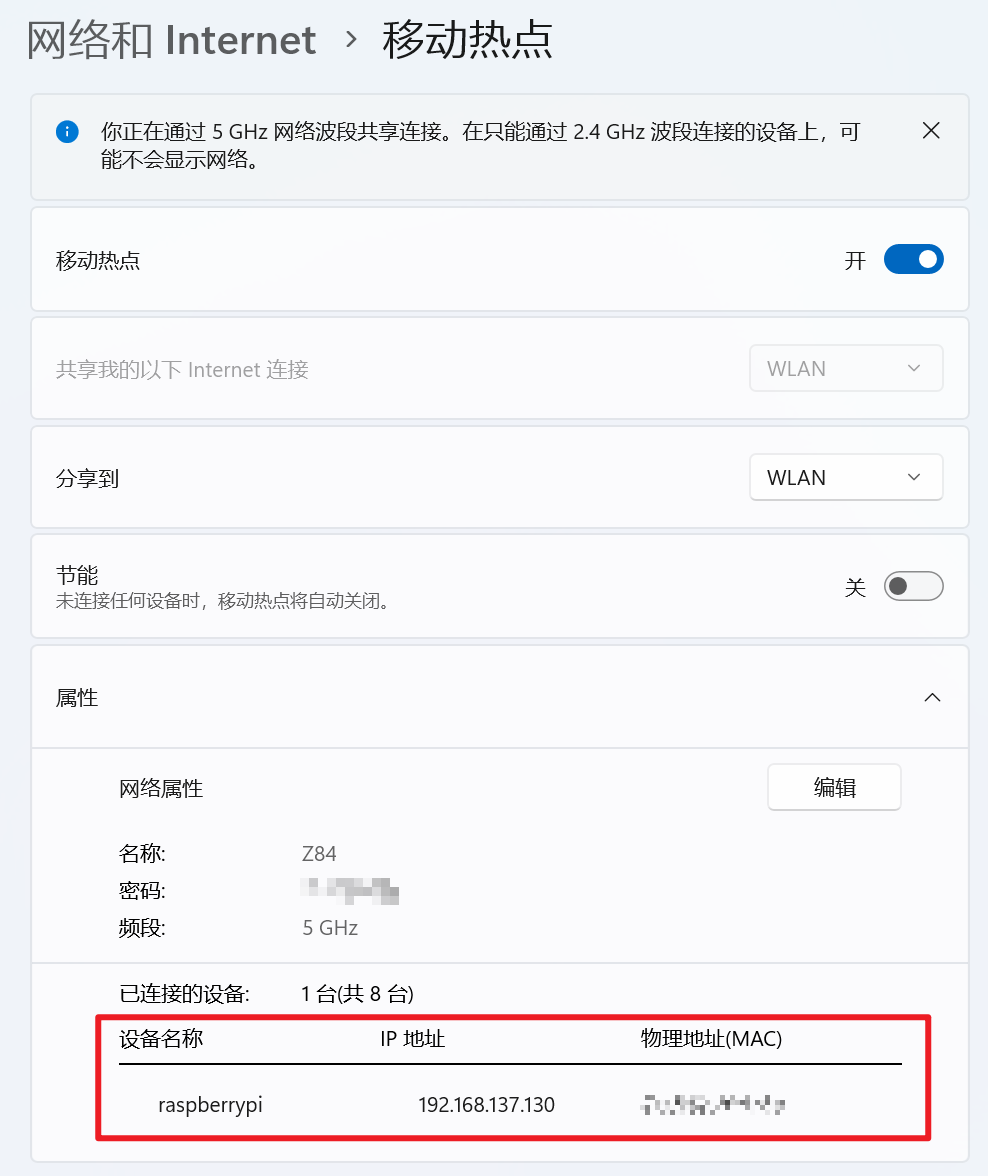 网络和 Internet > 移动热点
你正在通过 5 GHz 网络波段共享连接。在只能通过 2.4 GHz 波段连接的设备上，可
能不会显示网络。
移动热点 开
共享我的以下 Internet 连接 WLAN
分享到 WLAN
节能
未连接任何设备时，移动热点将自动关闭。
关
属性
网络属性 编辑
名称: Z84
密码:
频段: 5 GHz
已连接的设备: 1 台(共 8 台)
设备名称 IP 地址 物理地址(MAC)
raspberrypi 192.168.137.130